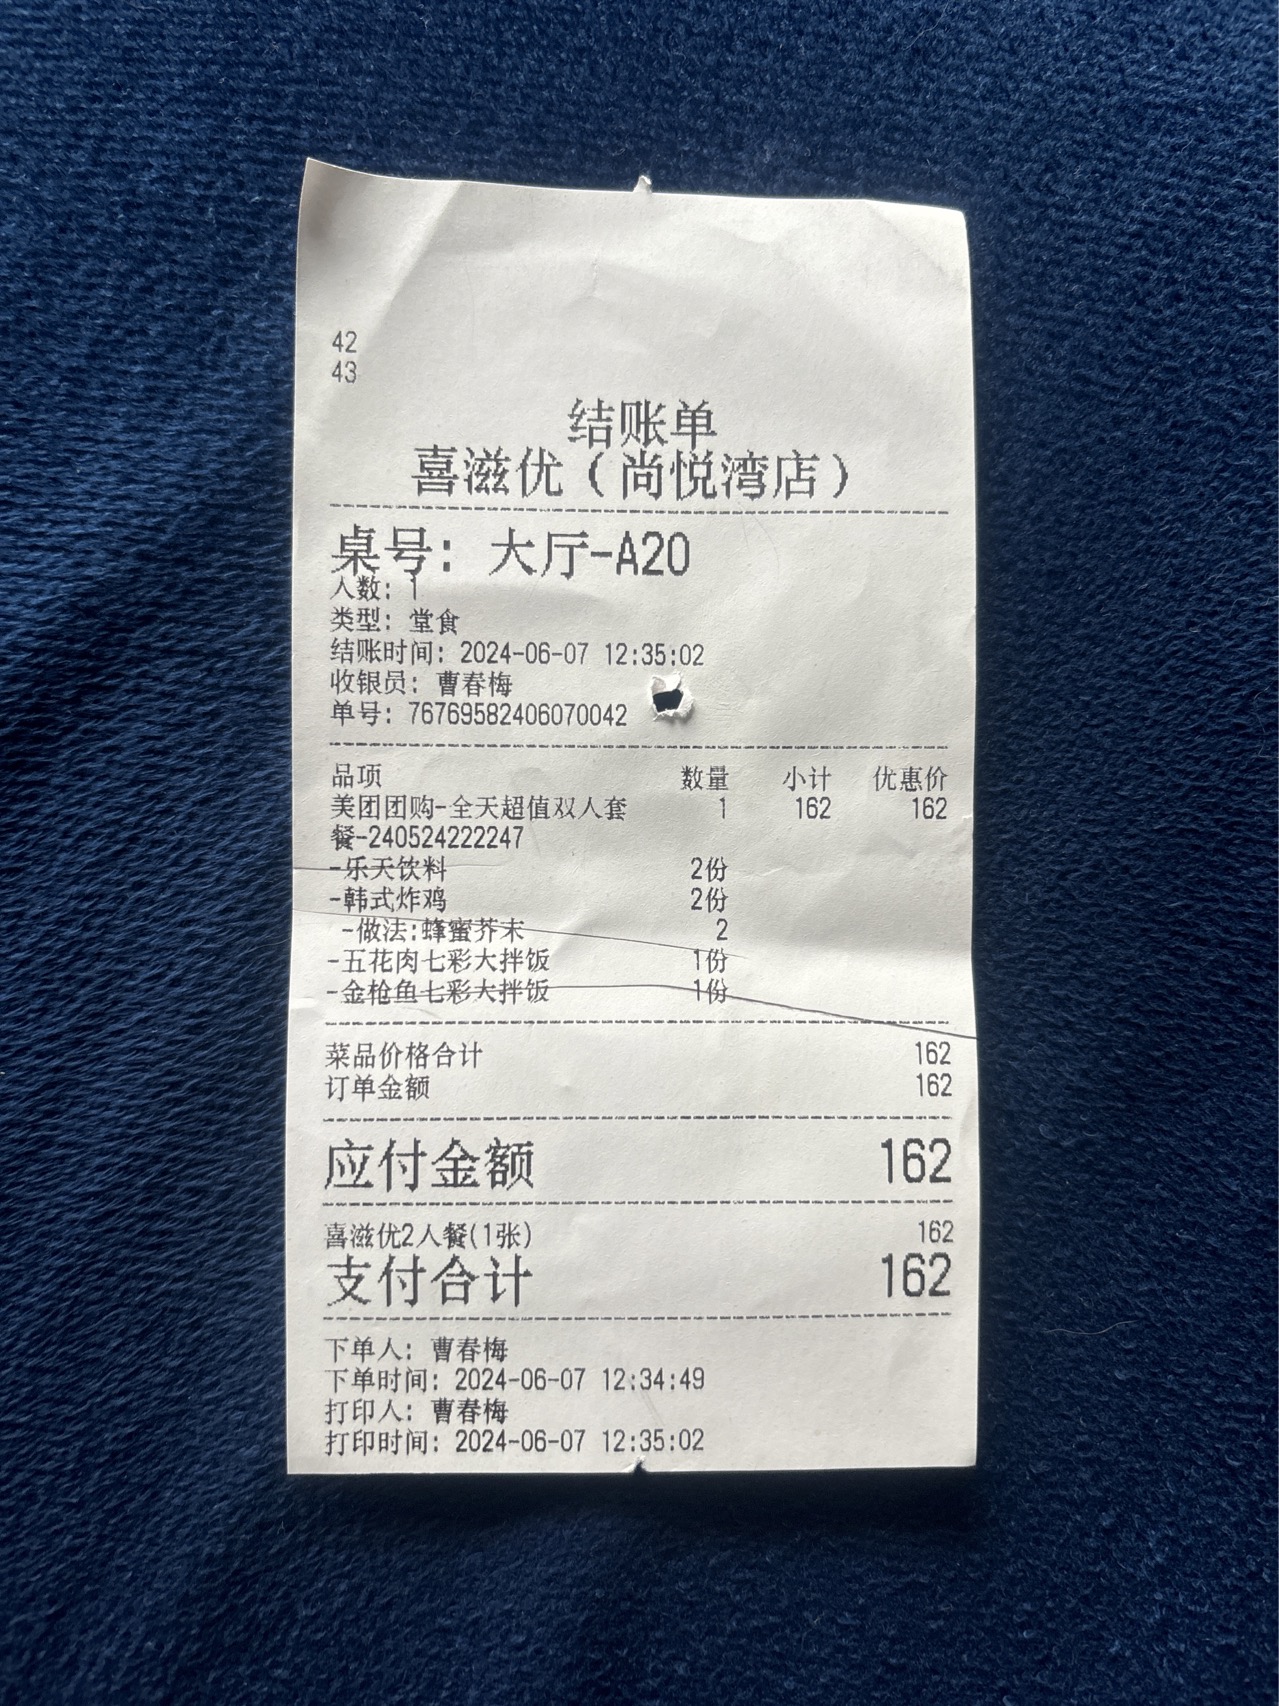 42
43
结账单
喜滋优（尚悦湾店）
桌号: 大厅-A20
人数: 1
类型: 堂食
结账时间: 2024-06-07 12:35:02
收银员: 曹春梅
单号: 76769582406070042
品项 数量 小计 优惠价
美团团购-全天超值双人套 1 162 162
餐-240524222247
-乐天饮料 2份
-韩式炸鸡 2份
-做法:蜂蜜芥末 2
-五花肉七彩大拌饭 1份
-金枪鱼七彩大拌饭 1份
菜品价格合计 162
订单金额 162
应付金额 162
喜滋优2人餐(1张) 162
支付合计 162
下单人: 曹春梅
下单时间: 2024-06-07 12:34:49
打印人: 曹春梅
打印时间: 2024-06-07 12:35:02